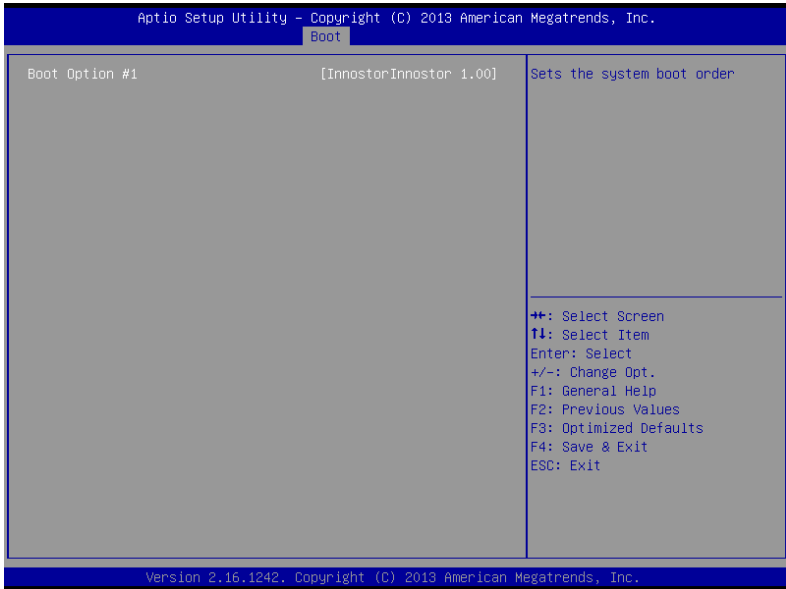 Aptio Setup Utility – Copyright (C) 2013 American Megatrends, Inc.
Boot
Boot Option #1 [InnostorInnostor 1.00]
Sets the system boot order
→←: Select Screen
↑↓: Select Item
Enter: Select
+/-: Change Opt.
F1: General Help
F2: Previous Values
F3: Optimized Defaults
F4: Save & Exit
ESC: Exit
Version 2.16.1242. Copyright (C) 2013 American Megatrends, Inc.